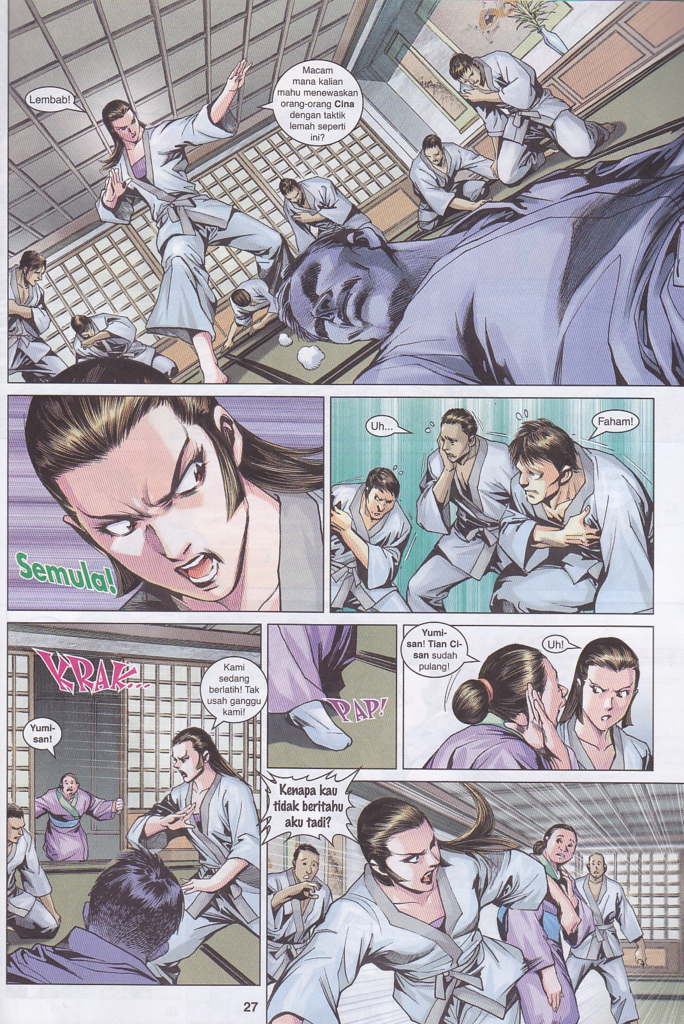 Lembab!
Macam
mana kalian
mahu menewaskan
orang-orang Cina
dengan taktik
lemah seperti
ini?
Semula!
Uh...
Faham!
KRAK...
Yumi-
san!
Kami
sedang
berlatih! Tak
usah ganggu
kami!
PAP!
Yumi-
san! Tian Ci-
san sudah
pulang!
Uh!
Kenapa kau
tidak beritahu
aku tadi?
27